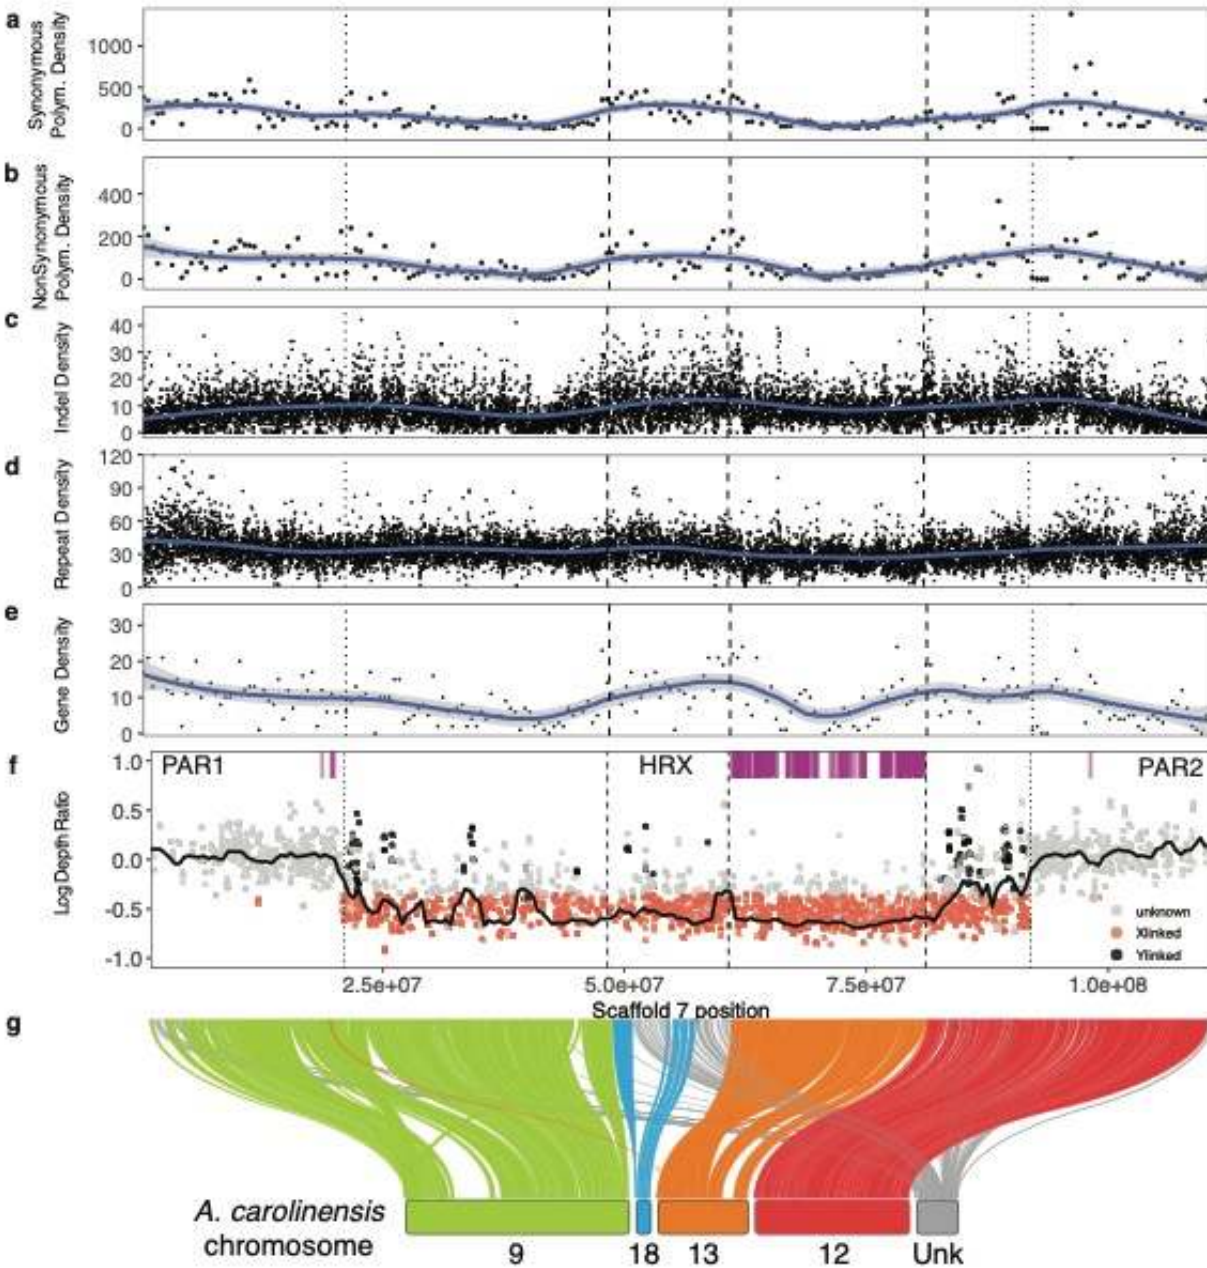 a
Synonymous
Polym. Density
1000
500
0
b
NonSynonymous
Polym. Density
400
200
0
c
Indel Density
40
30
20
10
0
d
Repeat Density
120
90
60
30
0
e
Gene Density
30
20
10
0
f
PAR1
HRX
PAR2
Log Depth Ratio
1.0
0.5
0.0
-0.5
-1.0
unknown
Xlinked
Ylinked
2.5e+07
5.0e+07
7.5e+07
1.0e+08
Scaffold 7 position
g
A. carolinensis
chromosome
9
18
13
12
Unk